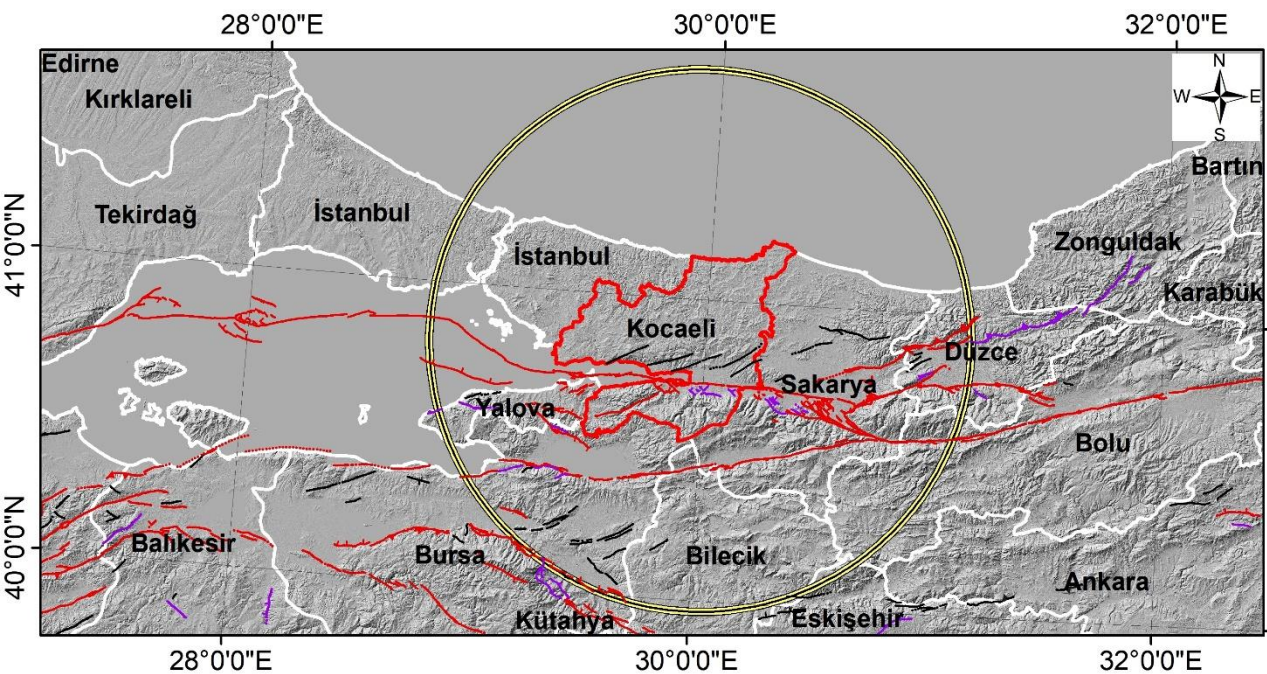 28°0'0"E
30°0'0"E
32°0'0"E
Edirne
Kırklareli
N
W
E
S
Bartın
Tekirdağ
İstanbul
41°0'0"N
İstanbul
Zonguldak
Karabük
Kocaeli
Düzce
Sakarya
Yalova
Bolu
40°0'0"N
Balıkesir
Bursa
Bilecik
Ankara
Kütahya
Eskişehir
28°0'0"E
30°0'0"E
32°0'0"E